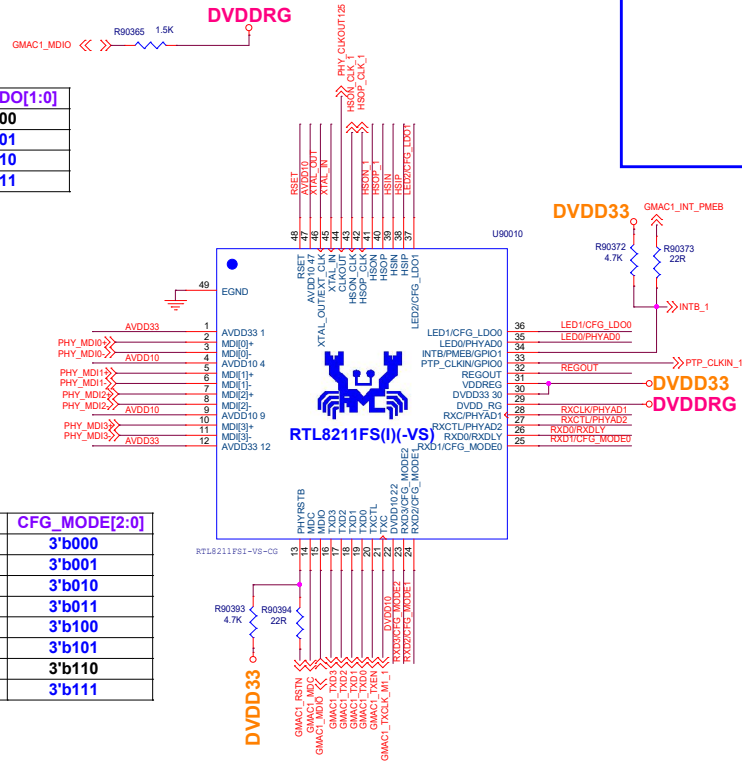 DVDDRG
R90365 1.5K
GMAC1_MDIO
DO[1:0]
00
01
10
11
PHY_CLKOUT125
HSON_CLK_1
HSOP_CLK_1
RSET
AVDD10
XTAL_OUT
XTAL_IN
HSON_1
HSOP_1
HSIN
HSIP
LED2/CFG_LDO1
48
47
46
45
44
43
42
41
40
39
38
37
U90010
RSET
AVDD10 47
XTAL_OUT/EXT_CLK
XTAL_IN
CLKOUT
HSON_CLK
HSOP_CLK
HSON
HSOP
HSIN
HSIP
LED2/CFG_LDO1
DVDD33
GMAC1_INT_PMEB
R90372
4.7K
R90373
22R
INTB_1
49 EGND
AVDD33 1 AVDD33 1
PHY_MDI0+ 2 MDI[0]+
PHY_MDI0- 3 MDI[0]-
AVDD10 4 AVDD10 4
PHY_MDI1+ 5 MDI[1]+
PHY_MDI1- 6 MDI[1]-
PHY_MDI2+ 7 MDI[2]+
PHY_MDI2- 8 MDI[2]-
AVDD10 9 AVDD10 9
PHY_MDI3+ 10 MDI[3]+
PHY_MDI3- 11 MDI[3]-
AVDD33 12 AVDD33 12
LED1/CFG_LDO0 36 LED1/CFG_LDO0
LED0/PHYAD0 35 LED0/PHYAD0
INTB/PMEB/GPIO1 34
PTP_CLKIN/GPIO0 33 PTP_CLKIN_1
REGOUT 32 REGOUT
VDDREG 31 DVDD33
DVDD33 30 30
DVDD_RG 29 DVDDRG
RXC/PHYAD1 28 RXCLK/PHYAD1
RXCTL/PHYAD2 27 RXCTL/PHYAD2
RXD0/RXDLY 26 RXD0/RXDLY
RXD1/CFG_MODE0 25 RXD1/CFG_MODE0
RTL8211FS(I)(-VS)
PHYRSTB
MDC
MDIO
TXD3
TXD2
TXD1
TXD0
TXCTL
TXC
DVDD10 22
RXD3/CFG_MODE2
RXD2/CFG_MODE1
RTL8211FSI-VS-CG
13
14
15
16
17
18
19
20
21
22
23
24
DVDD10
RXD3/CFG_MODE2
RXD2/CFG_MODE1
R90393
4.7K
R90394
22R
DVDD33
GMAC1_RSTN
GMAC1_MDC
GMAC1_MDIO
GMAC1_TXD3
GMAC1_TXD2
GMAC1_TXD1
GMAC1_TXD0
GMAC1_TXEN
GMAC1_TXCLK_M1_1
CFG_MODE[2:0]
3'b000
3'b001
3'b010
3'b011
3'b100
3'b101
3'b110
3'b111